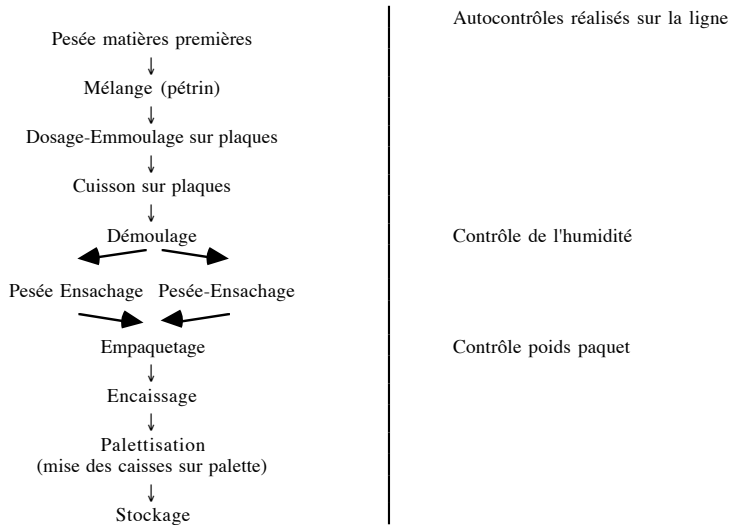 Autocontrôles réalisés sur la ligne
Pesée matières premières
Mélange (pétrin)
Dosage-Emmoulage sur plaques
Cuisson sur plaques
Démoulage
Contrôle de l'humidité
Pesée Ensachage
Pesée-Ensachage
Empaquetage
Contrôle poids paquet
Encaissage
Palettisation
(mise des caisses sur palette)
Stockage